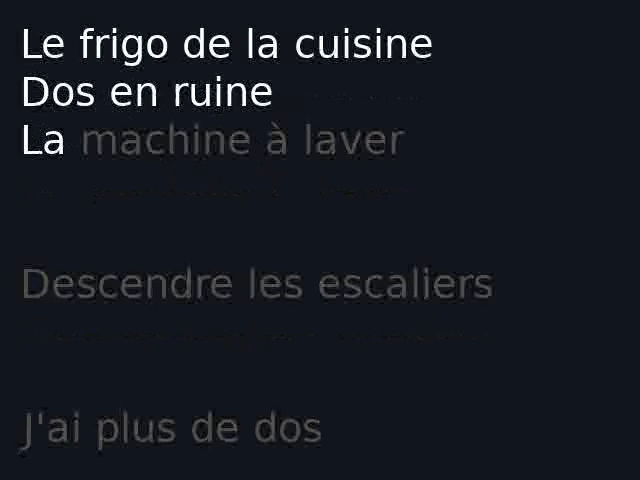 Le frigo de la cuisine
Dos en ruine
La machine à laver
Descendre les escaliers
J'ai plus de dos